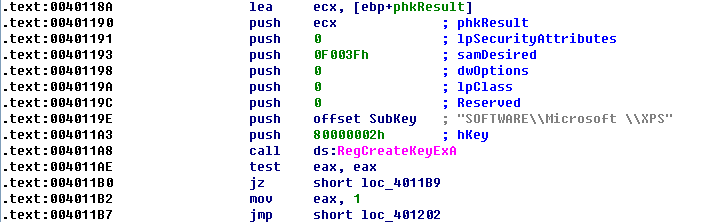 .text:0040118A lea ecx, [ebp+phkResult]
.text:00401190 push ecx ; phkResult
.text:00401191 push 0 ; lpSecurityAttributes
.text:00401193 push 0F003Fh ; samDesired
.text:00401198 push 0 ; dwOptions
.text:0040119A push 0 ; lpClass
.text:0040119C push 0 ; Reserved
.text:0040119E push offset SubKey ; "SOFTWARE\\Microsoft \\XPS"
.text:004011A3 push 80000002h ; hKey
.text:004011A8 call ds:RegCreateKeyExA
.text:004011AE test eax, eax
.text:004011B0 jz short loc_4011B9
.text:004011B2 mov eax, 1
.text:004011B7 jmp short loc_401202